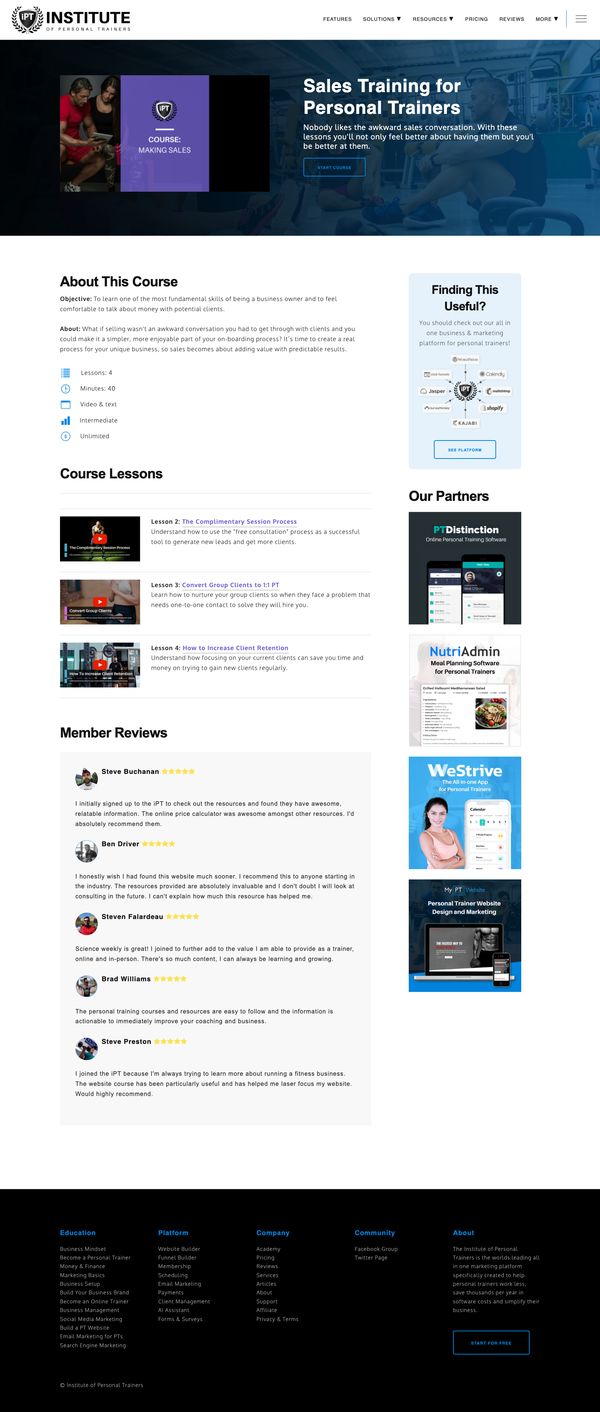 iPT INSTITUTE
OF PERSONAL TRAINERS
FEATURES
SOLUTIONS ▼
RESOURCES ▼
PRICING
REVIEWS
MORE ▼
iPT
COURSE:
MAKING SALES
Sales Training for
Personal Trainers
Nobody likes the awkward sales conversation. With these
lessons you'll not only feel better about having them but you'll
be better at them.
START COURSE
About This Course
Objective: To learn one of the most fundamental skills of being a business owner and to feel
comfortable to talk about money with potential clients.
About: What if selling wasn't an awkward conversation you had to get through with clients and you
could make it a simpler, more enjoyable part of your on-boarding process? It's time to create a real
process for your unique business, so sales becomes about adding value with predictable results.
Lessons: 4
Minutes: 40
Video & text
Intermediate
Unlimited
Course Lessons
The Complimentary Session Process
Lesson 2: The Complimentary Session Process
Understand how to use the "free consultation" process as a successful
tool to generate new leads and get more clients.
Convert Group Clients
Lesson 3: Convert Group Clients to 1:1 PT
Learn how to nurture your group clients so when they face a problem that
needs one-to-one contact to solve they will hire you.
How To Increase Client Retention
Lesson 4: How to Increase Client Retention
Understand how focusing on your current clients can save you time and
money on trying to gain new clients regularly.
Member Reviews
Steve Buchanan
I initially signed up to the iPT to check out the resources and found they have awesome,
relatable information. The online price calculator was awesome amongst other resources. I'd
absolutely recommend them.
Ben Driver
I honestly wish I had found this website much sooner. I recommend this to anyone starting in
the industry. The resources provided are absolutely invaluable and I don't doubt I will look at
consulting in the future. I can't explain how much this resource has helped me.
Steven Falardeau
Science weekly is great! I joined to further add to the value I am able to provide as a trainer,
online and in-person. There's so much content, I can always be learning and growing.
Brad Williams
The personal training courses and resources are easy to follow and the information is
actionable to immediately improve your coaching and business.
Steve Preston
I joined the iPT because I'm always trying to learn more about running a fitness business.
The website course has been particularly useful and has helped me laser focus my website.
Would highly recommend.
Finding This
Useful?
You should check out our all in
one business & marketing
platform for personal trainers!
Calendly
Jasper
iPT
mailchimp
shopify
KAJABI
SEE PLATFORM
Our Partners
PTDistinction
Online Personal Training Software
NutriAdmin
Meal Planning Software
for Personal Trainers
Grilled Halloumi Mediterranean Salad
WeStrive
The All-in-one App
for Personal Trainers
Calendar
My PT Website
Personal Trainer Website
Design and Marketing
Education
Business Mindset
Become a Personal Trainer
Money & Finance
Marketing Basics
Business Setup
Build Your Business Brand
Become an Online Trainer
Business Management
Social Media Marketing
Build a PT Website
Email Marketing for PTs
Search Engine Marketing
Platform
Website Builder
Funnel Builder
Membership
Scheduling
Email Marketing
Payments
Client Management
AI Assistant
Forms & Surveys
Company
Academy
Pricing
Reviews
Services
Articles
About
Support
Affiliate
Privacy & Terms
Community
Facebook Group
Twitter Page
About
The Institute of Personal
Trainers is the worlds leading all
in one marketing platform
specifically created to help
personal trainers work less,
save thousands per year in
software costs and simplify their
business.
START FOR FREE
© Institute of Personal Trainers